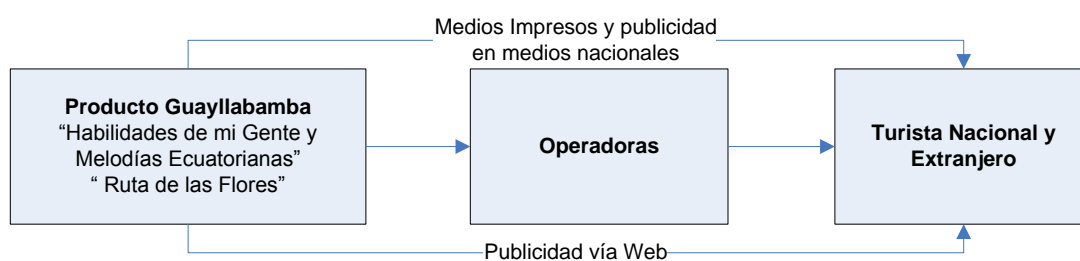 Medios Impresos y publicidad
en medios nacionales
Producto Guayllabamba
“Habilidades de mi Gente y
Melodías Ecuatorianas”
“ Ruta de las Flores”
Operadoras
Turista Nacional y
Extranjero
Publicidad vía Web